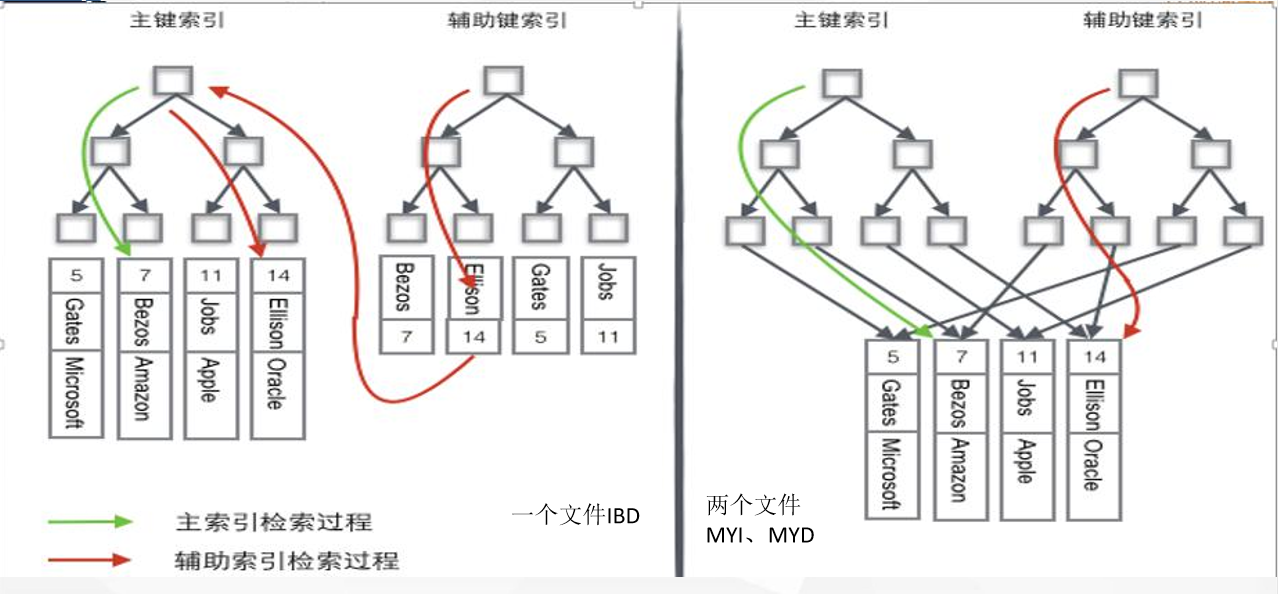 主键索引
辅助键索引
5
Gates
Microsoft
7
Bezos
Amazon
11
Jobs
Apple
14
Ellison
Oracle
Bezos
7
Ellison
14
Gates
5
Jobs
11
主索引检索过程
辅助索引检索过程
一个文件IBD
主键索引
辅助键索引
5
Gates
Microsoft
7
Bezos
Amazon
11
Jobs
Apple
14
Ellison
Oracle
两个文件
MYI、MYD